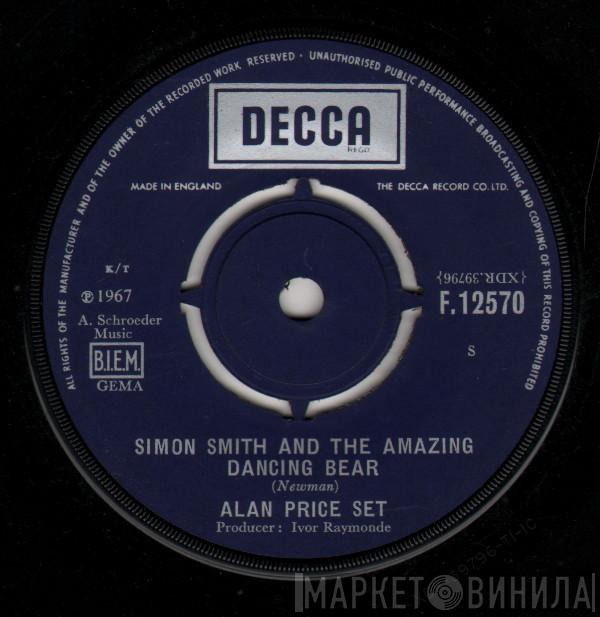 ALL RIGHTS OF THE MANUFACTURER AND OF THE OWNER OF THE RECORDED WORK RESERVED · UNAUTHORISED PUBLIC PERFORMANCE BROADCASTING AND COPYING OF THIS RECORD PROHIBITED
DECCA
REGD
MADE IN ENGLAND
THE DECCA RECORD CO. LTD.
K/T
℗ 1967
A. Schroeder
Music
B.I.E.M.
GEMA
{XDR.39796}
F.12570
S
SIMON SMITH AND THE AMAZING
DANCING BEAR
(Newman)
ALAN PRICE SET
Producer: Ivor Raymonde
МАРКЕТ ВИНИЛА